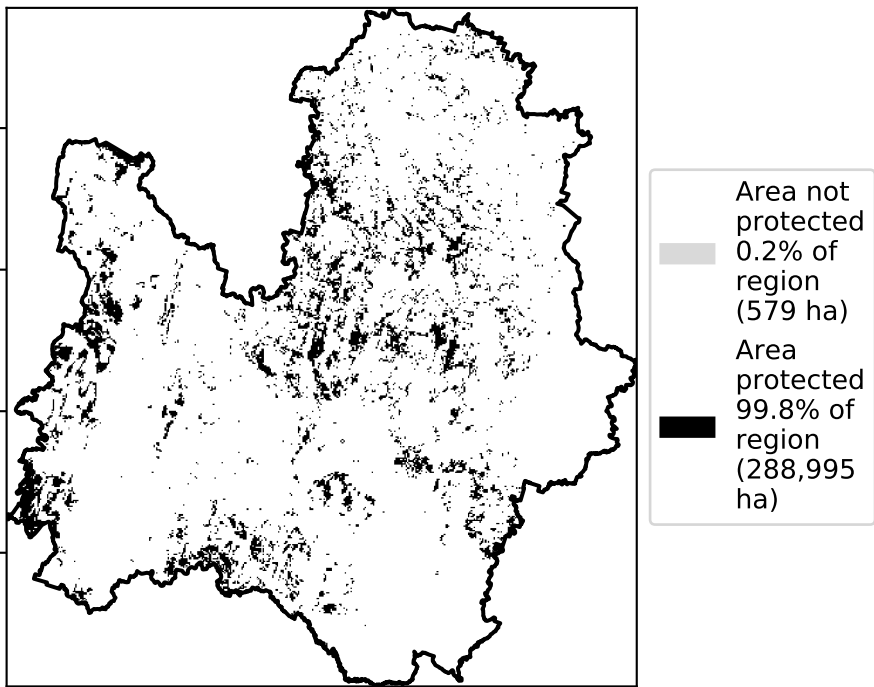 Area not
protected
0.2% of
region
(579 ha)
Area
protected
99.8% of
region
(288,995
ha)